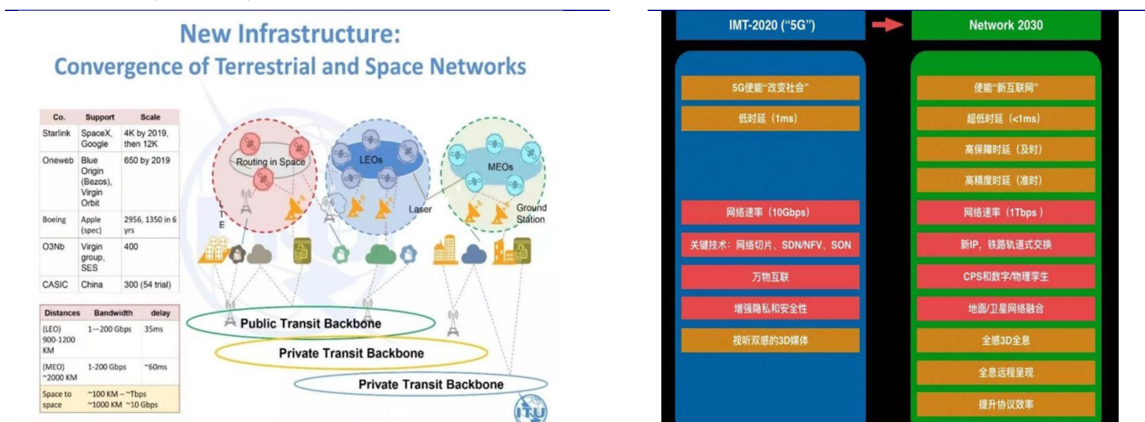 New Infrastructure:
Convergence of Terrestrial and Space Networks
Co. Support Scale
Starlink SpaceX, Google 4K by 2019, then 12K
Oneweb Blue Origin (Bezos), Virgin Orbit 650 by 2019
Boeing Apple (spec) 2956, 1350 in 6 yrs
O3Nb Virgin group, SES 400
CASIC China 300 (54 trial)
Distances Bandwidth delay
(LEO) 900-1200 KM 1—200 Gbps 35ms
(MEO) ~2000 KM 1-200 Gbps ~60ms
Space to space ~100 KM – ~Tbps
~1000 KM ~10 Gbps
Routing in Space
LEOs
MEOs
Laser
Ground
Station
T
E
Public Transit Backbone
Private Transit Backbone
Private Transit Backbone
ITU
IMT-2020 (“5G”)
Network 2030
5G使能“改变社会”
使能“新互联网”
低时延（1ms）
超低时延（<1ms）
高保障时延（及时）
高精度时延（准时）
网络速率（10Gbps）
网络速率（1Tbps ）
关键技术：网络切片、SDN/NFV、SON
新IP，铁路轨道式交换
万物互联
CPS和数字/物理孪生
增强隐私和安全性
地面/卫星网络融合
视听双感的3D媒体
全感3D全息
全息远程呈现
提升协议效率